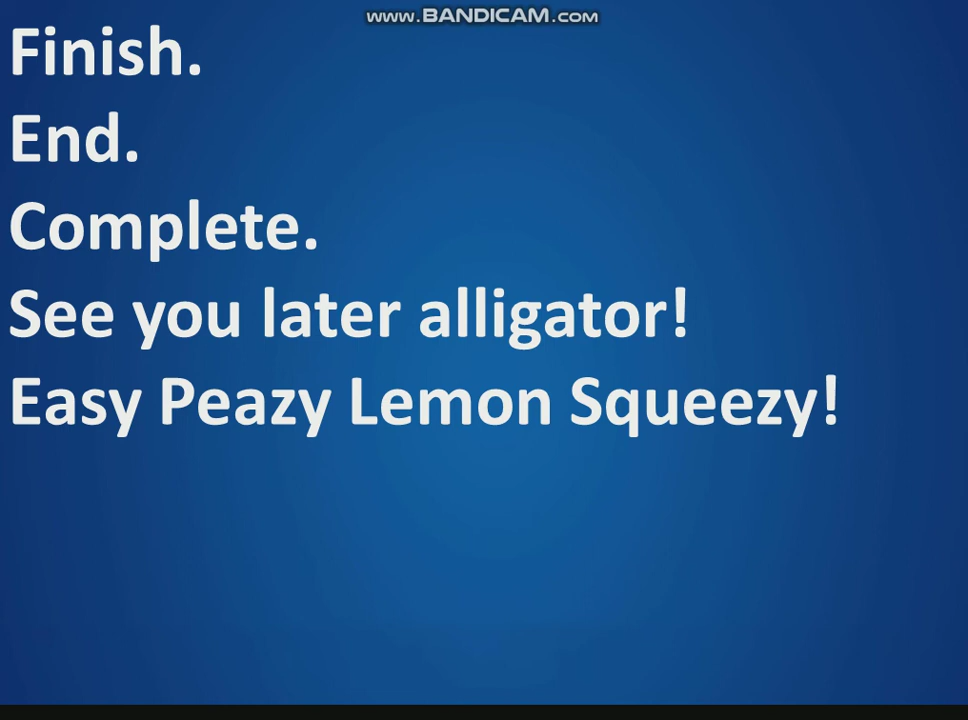 www.BANDICAM.com
Finish.
End.
Complete.
See you later alligator!
Easy Peazy Lemon Squeezy!